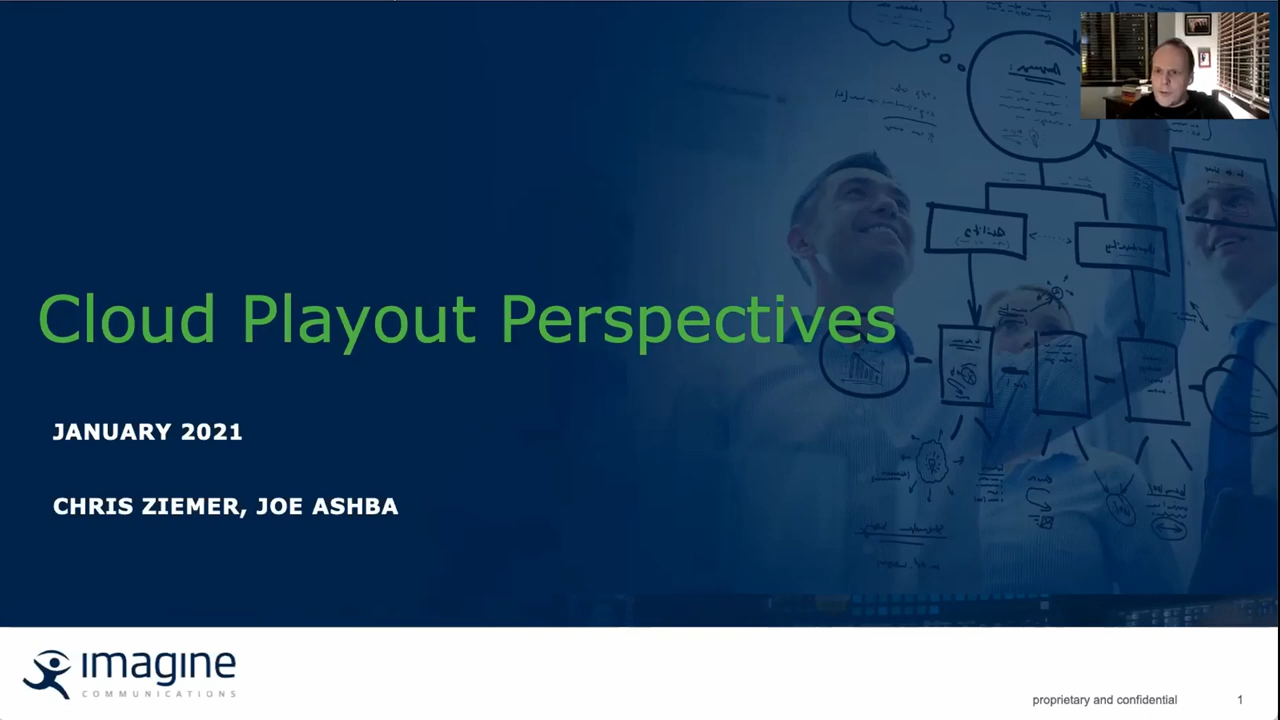 Cloud Playout Perspectives
JANUARY 2021
CHRIS ZIEMER, JOE ASHBA
imagine
COMMUNICATIONS
proprietary and confidential 1